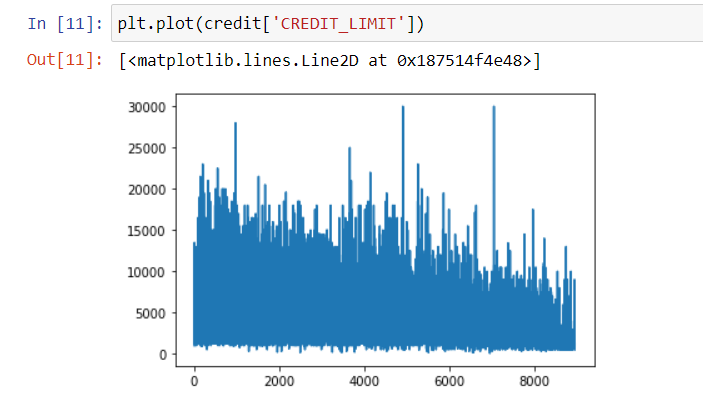 In [11]: plt.plot(credit['CREDIT_LIMIT'])
Out[11]: [<matplotlib.lines.Line2D at 0x187514f4e48>]
30000
25000
20000
15000
10000
5000
0
0 2000 4000 6000 8000